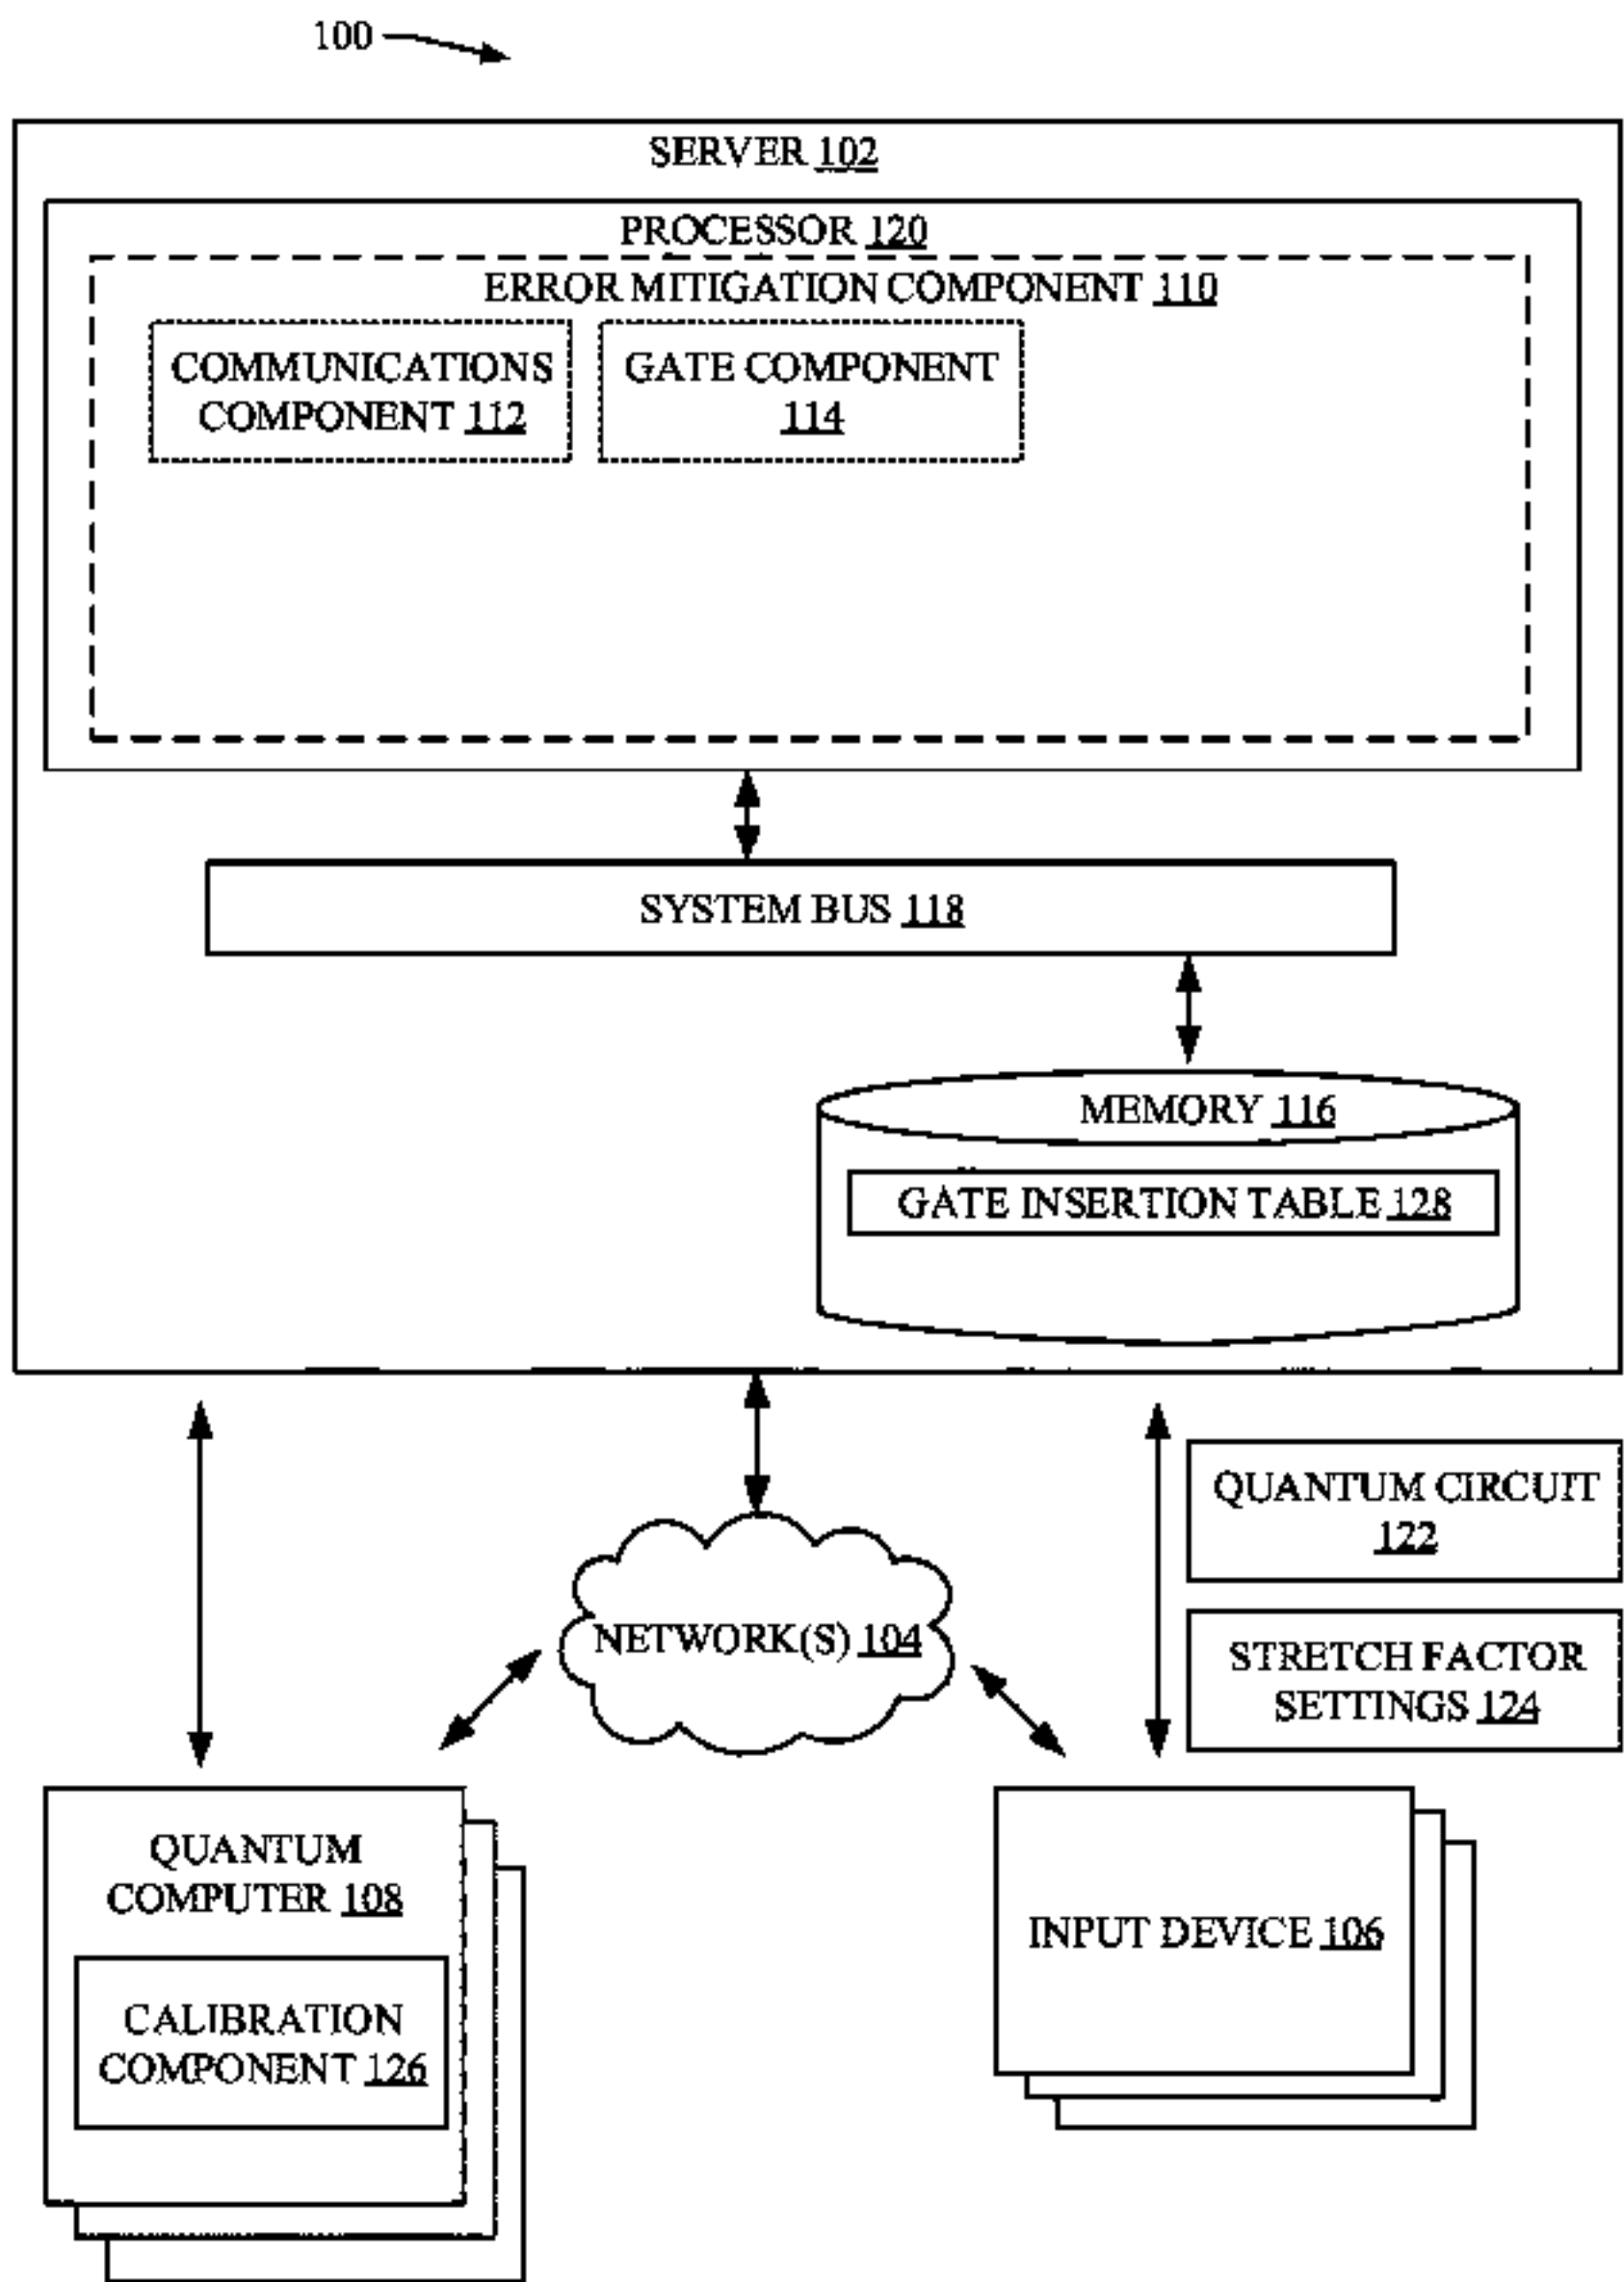 100
SERVER 102
PROCESSOR 120
ERROR MITIGATION COMPONENT 110
COMMUNICATIONS
COMPONENT 112
GATE COMPONENT
114
SYSTEM BUS 118
MEMORY 116
GATE INSERTION TABLE 128
QUANTUM CIRCUIT
122
NETWORK(S) 104
STRETCH FACTOR
SETTINGS 124
QUANTUM
COMPUTER 108
CALIBRATION
COMPONENT 126
INPUT DEVICE 106